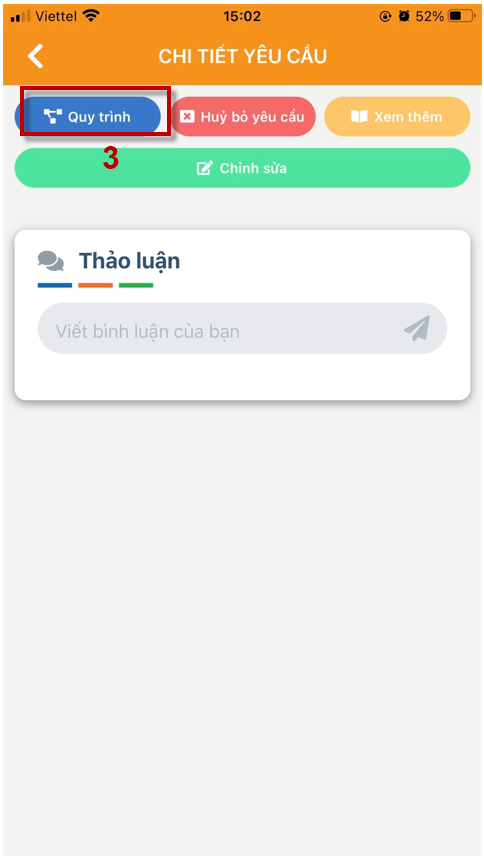 Viettel 15:02 52%
CHI TIẾT YÊU CẦU
Quy trình Huỷ bỏ yêu cầu Xem thêm
3
Chỉnh sửa
Thảo luận
Viết bình luận của bạn